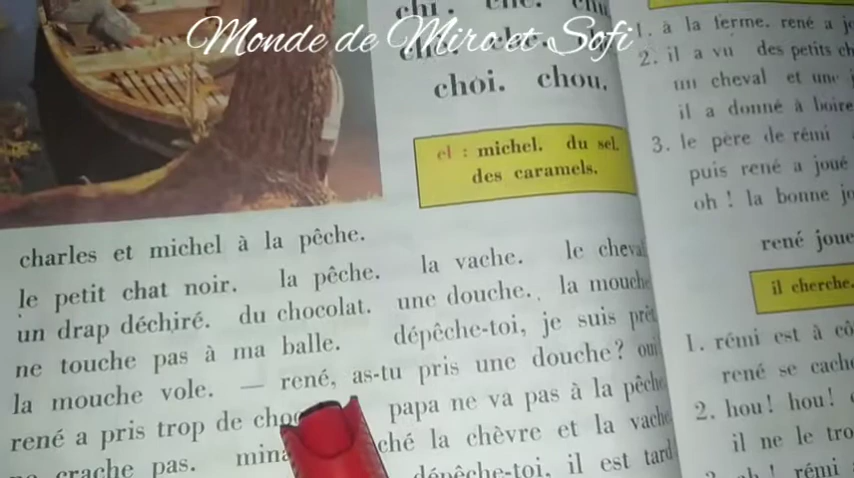 Monde de Miro et Sofi
chi.
choi. chou.
el : michel. du sel.
des caramels.
charles et michel à la pêche.
le petit chat noir. la pêche. la vache. le cheval
un drap déchiré. du chocolat. une douche. la mouche
ne touche pas à ma balle. dépêche-toi, je suis prêt
la mouche vole. — rené, as-tu pris une douche? oui
rené a pris trop de papa ne va pas à la pêche
crache pas. la chèvre et la vache
dépêche-toi, il est tard
1. à la ferme. rené a
2. il a vu des petits
un cheval et une
il a donné à boire
3. le père de rémi
puis rené a joué
oh ! la bonne
rené joue
il cherche.
1. rémi est à
rené se cache
2. hou! hou!
il ne le
oh ! rémi